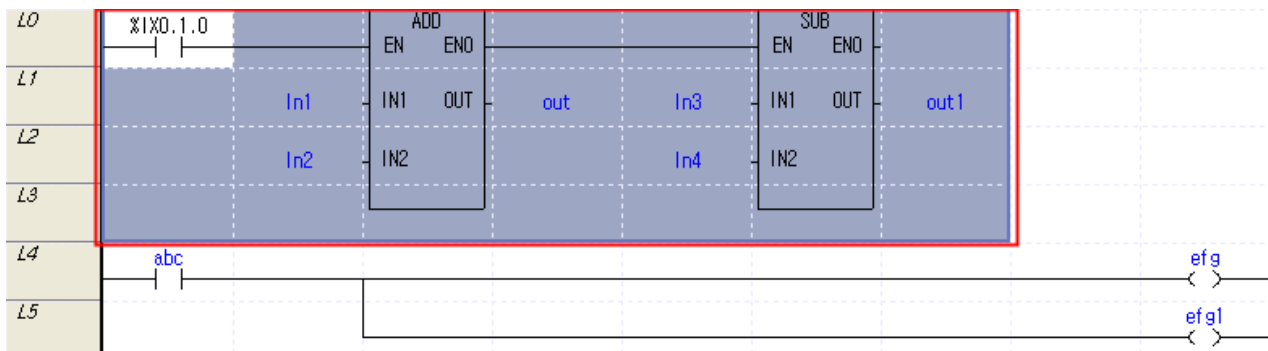 L0 %IX0.1.0 ADD SUB
EN ENO EN ENO
L1 In1 IN1 OUT out In3 IN1 OUT out1
L2 In2 IN2 In4 IN2
L3
L4 abc efg
L5 efg1